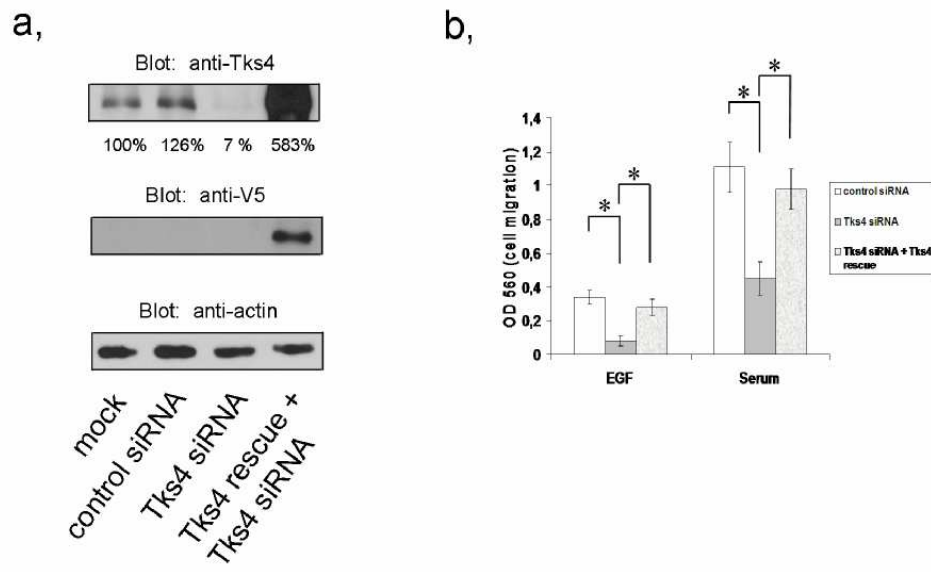 a,
Blot: anti-Tks4
100% 126% 7 % 583%
Blot: anti-V5
Blot: anti-actin
mock
control siRNA
Tks4 siRNA
Tks4 rescue +
Tks4 siRNA
b,
OD 560 (cell migration)
1,4
1,2
1
0,8
0,6
0,4
0,2
0
*
*
*
*
EGF
Serum
control siRNA
Tks4 siRNA
Tks4 siRNA + Tks4
rescue